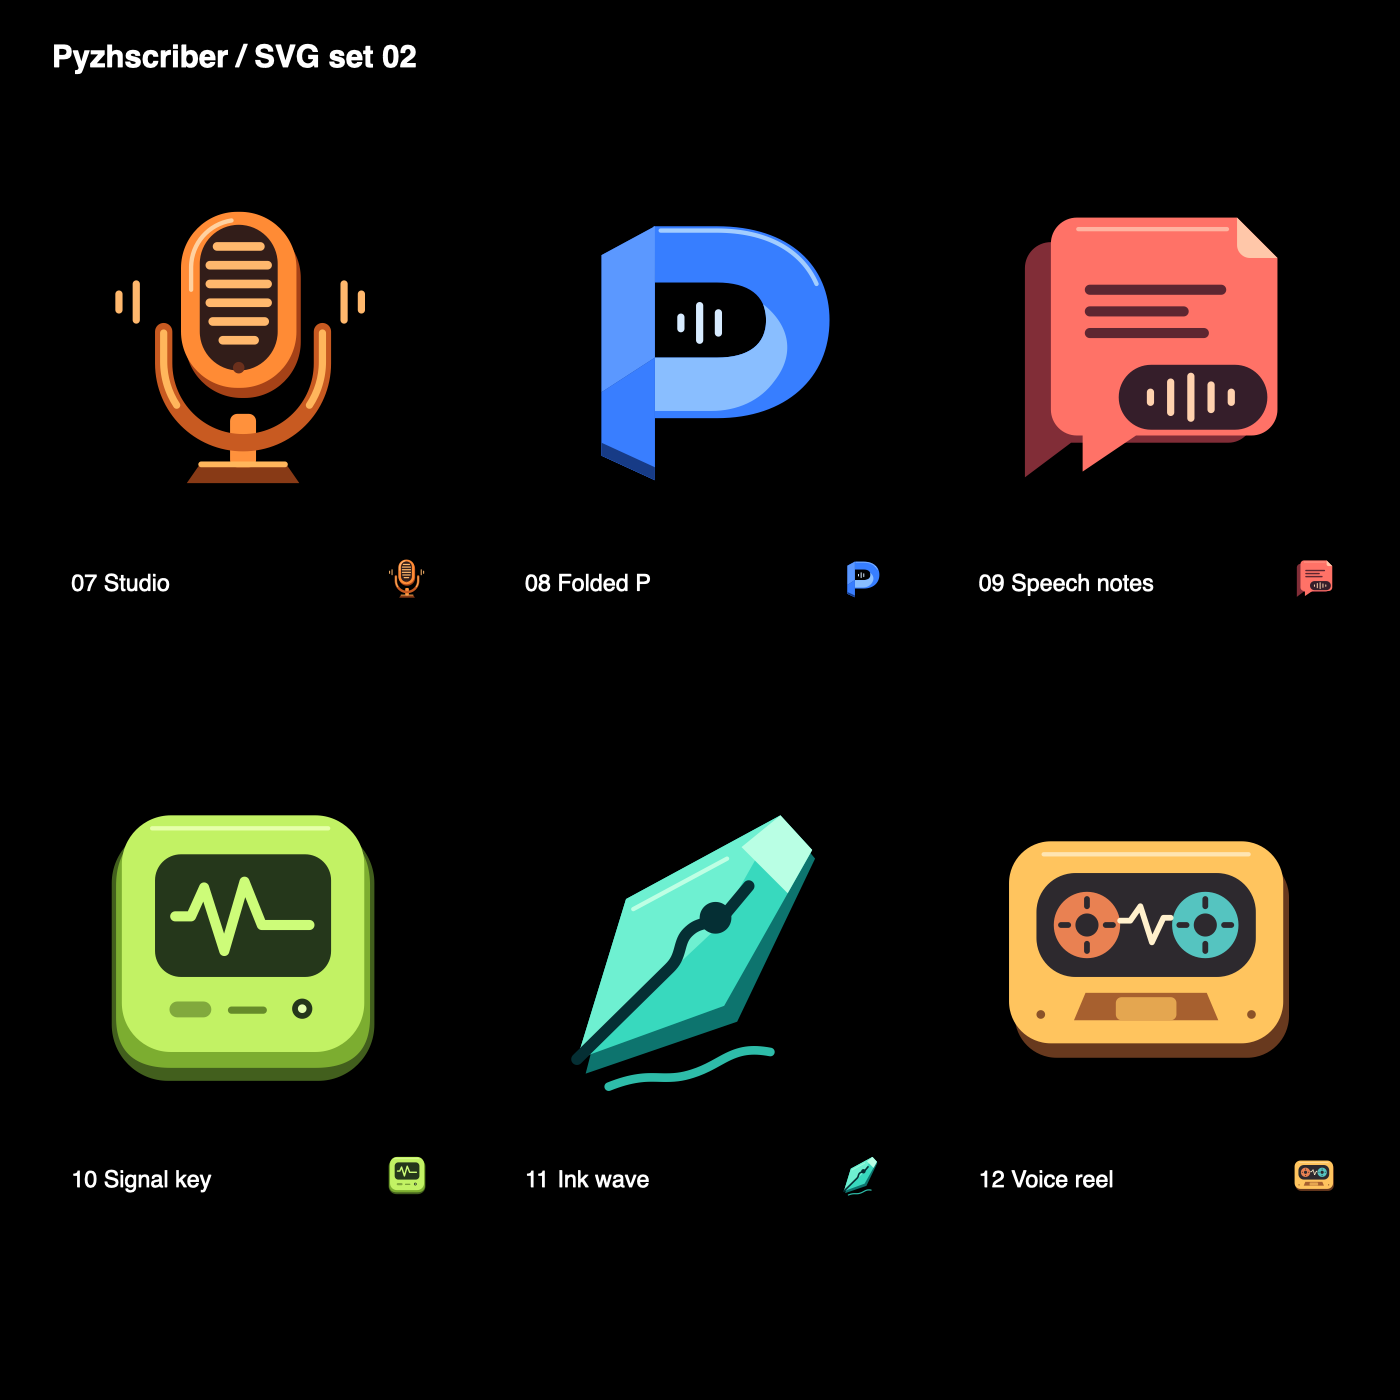 Pyzhscriber / SVG set 02
07 Studio
08 Folded P
09 Speech notes
10 Signal key
11 Ink wave
12 Voice reel